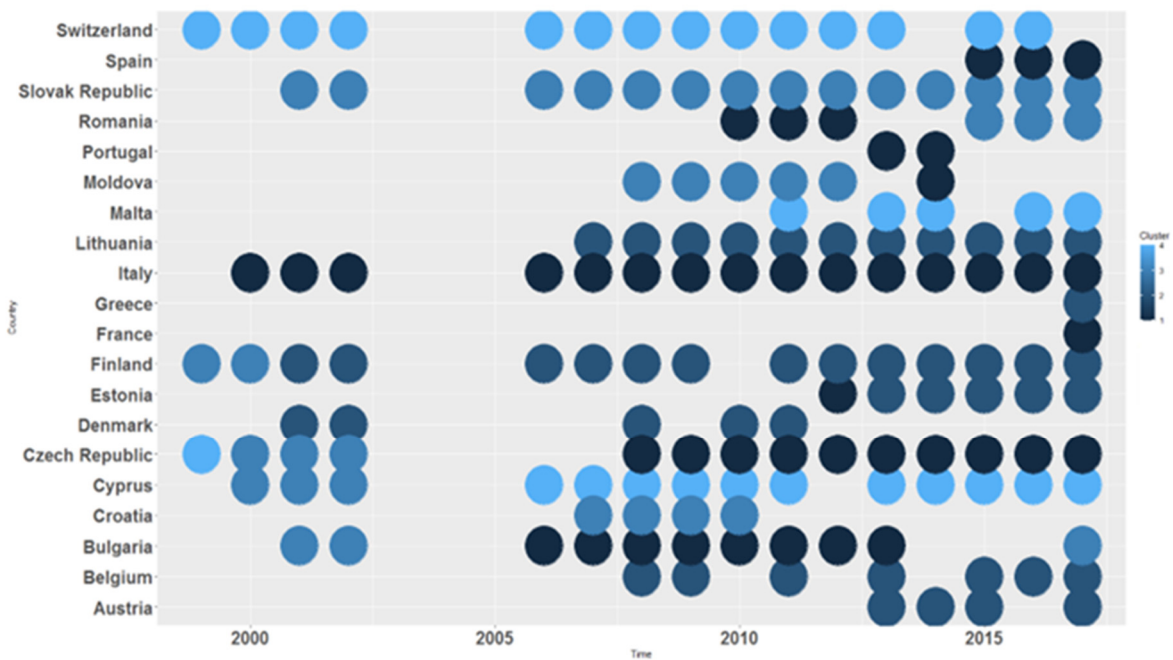 Switzerland
Spain
Slovak Republic
Romania
Portugal
Moldova
Malta
Lithuania
Italy
Greece
France
Finland
Estonia
Denmark
Czech Republic
Cyprus
Croatia
Bulgaria
Belgium
Austria
Country
2000 2005 2010 2015
Time
Cluster
4
3
2
1